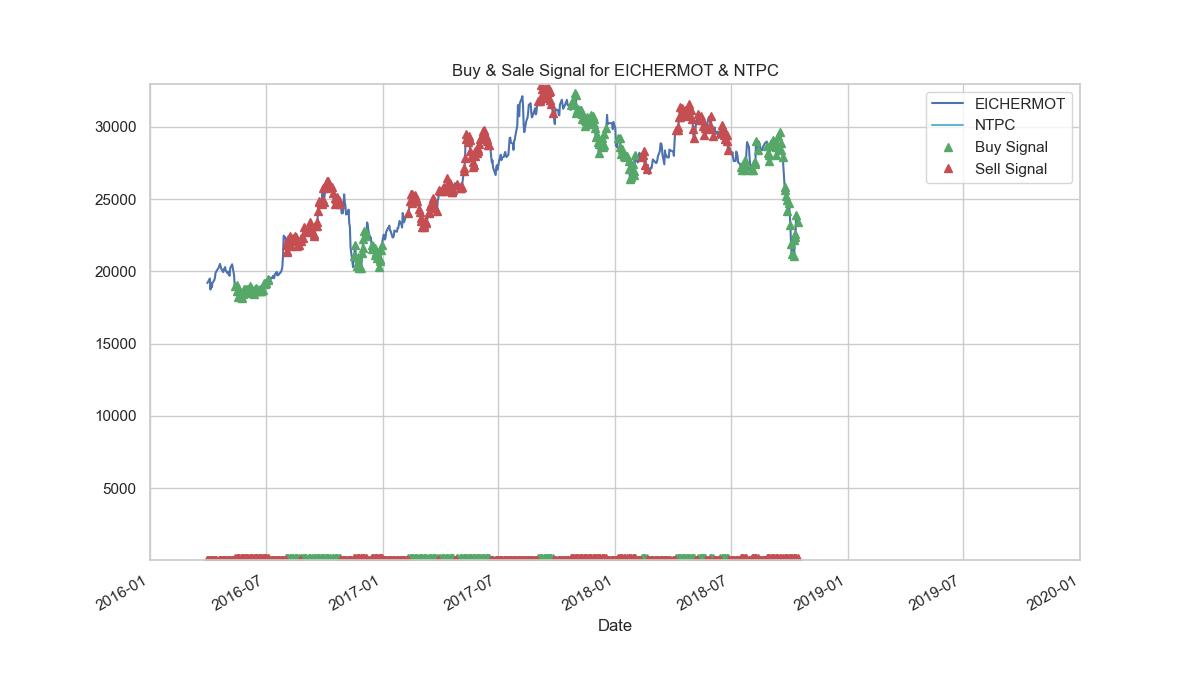 Buy & Sale Signal for EICHERMOT & NTPC
EICHERMOT
NTPC
Buy Signal
Sell Signal
30000
25000
20000
15000
10000
5000
2016-01
2016-07
2017-01
2017-07
2018-01
2018-07
2019-01
2019-07
2020-01
Date